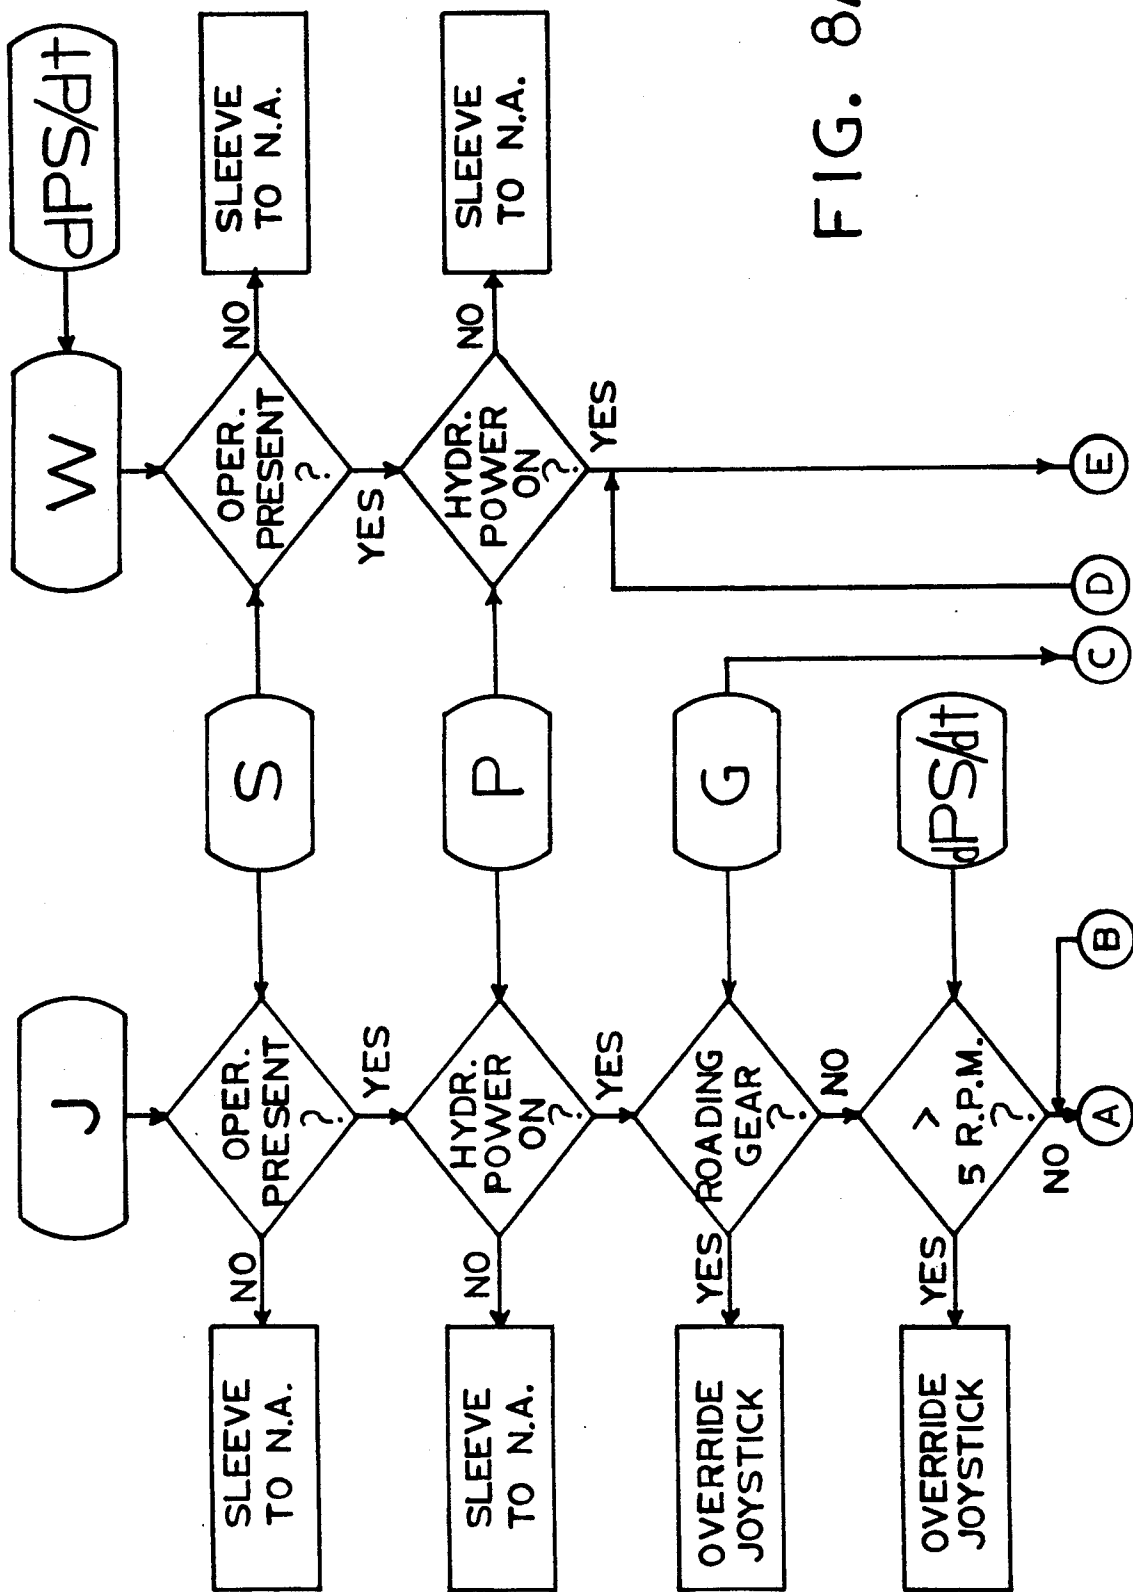 J
W
dPS/dt
SLEEVE
TO N.A.
NO
OPER.
PRESENT
?
S
OPER.
PRESENT
?
NO
SLEEVE
TO N.A.
YES
YES
SLEEVE
TO N.A.
NO
HYDR.
POWER
ON
?
P
HYDR.
POWER
ON
?
NO
SLEEVE
TO N.A.
YES
YES
OVERRIDE
JOYSTICK
YES
ROADING
GEAR
?
G
NO
OVERRIDE
JOYSTICK
YES
>
5 R.P.M.
?
dPS/dt
NO
A
B
C
D
E
FIG. 8